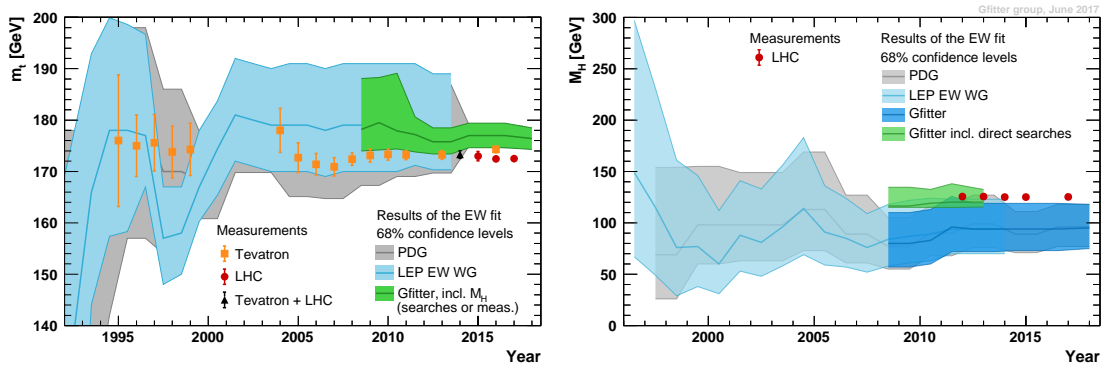 Gfitter group, June 2017
m_t [GeV]
200
190
180
170
160
150
140
1995
2000
2005
2010
2015
Year
Measurements
Tevatron
LHC
Tevatron + LHC
Results of the EW fit
68% confidence levels
PDG
LEP EW WG
Gfitter, incl. M_H
(searches or meas.)
M_H [GeV]
300
250
200
150
100
50
0
2000
2005
2010
2015
Year
Measurements
LHC
Results of the EW fit
68% confidence levels
PDG
LEP EW WG
Gfitter
Gfitter incl. direct searches